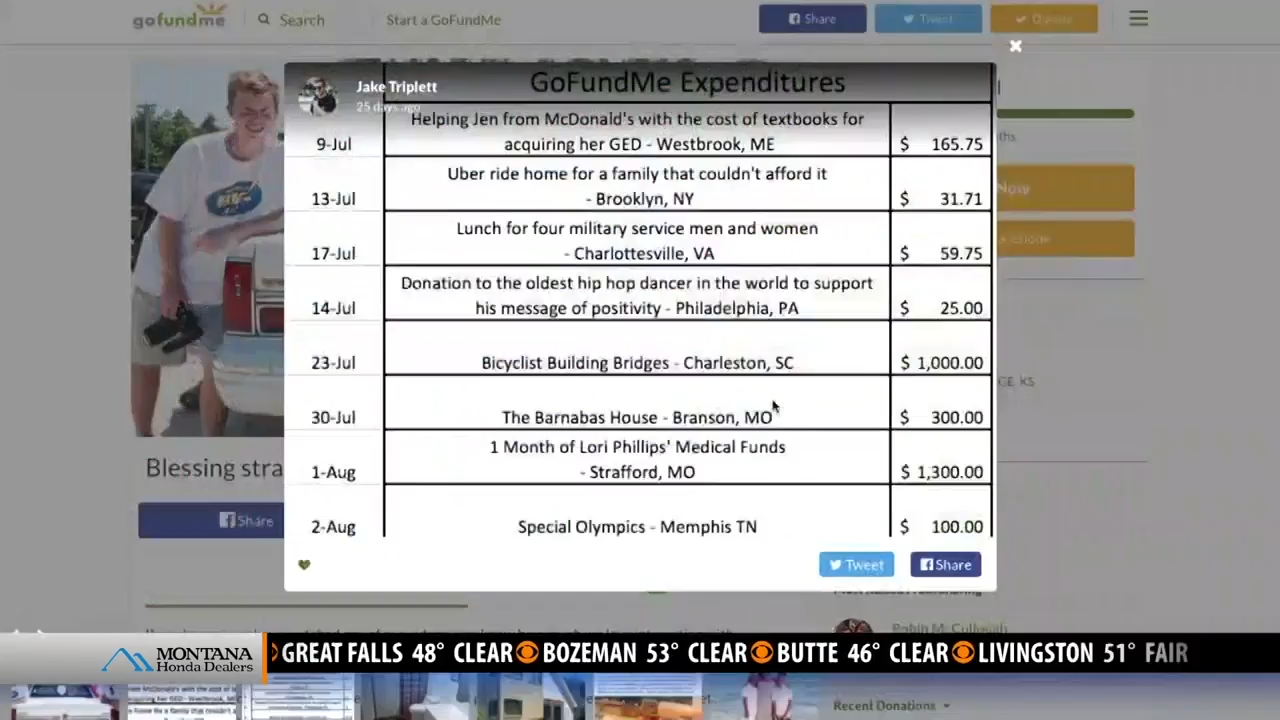 gofundme
Search
Start a GoFundMe
Share
Tweet
Donate
GoFundMe Expenditures
Jake Triplett
25 days ago
Helping Jen from McDonald's with the cost of textbooks for
9-Jul acquiring her GED - Westbrook, ME $ 165.75
Uber ride home for a family that couldn't afford it
13-Jul - Brooklyn, NY $ 31.71
Lunch for four military service men and women
17-Jul - Charlottesville, VA $ 59.75
Donation to the oldest hip hop dancer in the world to support
14-Jul his message of positivity - Philadelphia, PA $ 25.00
23-Jul Bicyclist Building Bridges - Charleston, SC $ 1,000.00
30-Jul The Barnabas House - Branson, MO $ 300.00
1 Month of Lori Phillips' Medical Funds
1-Aug - Strafford, MO $ 1,300.00
2-Aug Special Olympics - Memphis TN $ 100.00
Tweet
Share
Now
KS
Blessing stra
Share
MONTANA
Honda Dealers
GREAT FALLS 48° CLEAR BOZEMAN 53° CLEAR BUTTE 46° CLEAR LIVINGSTON 51° FAIR
Recent Donations